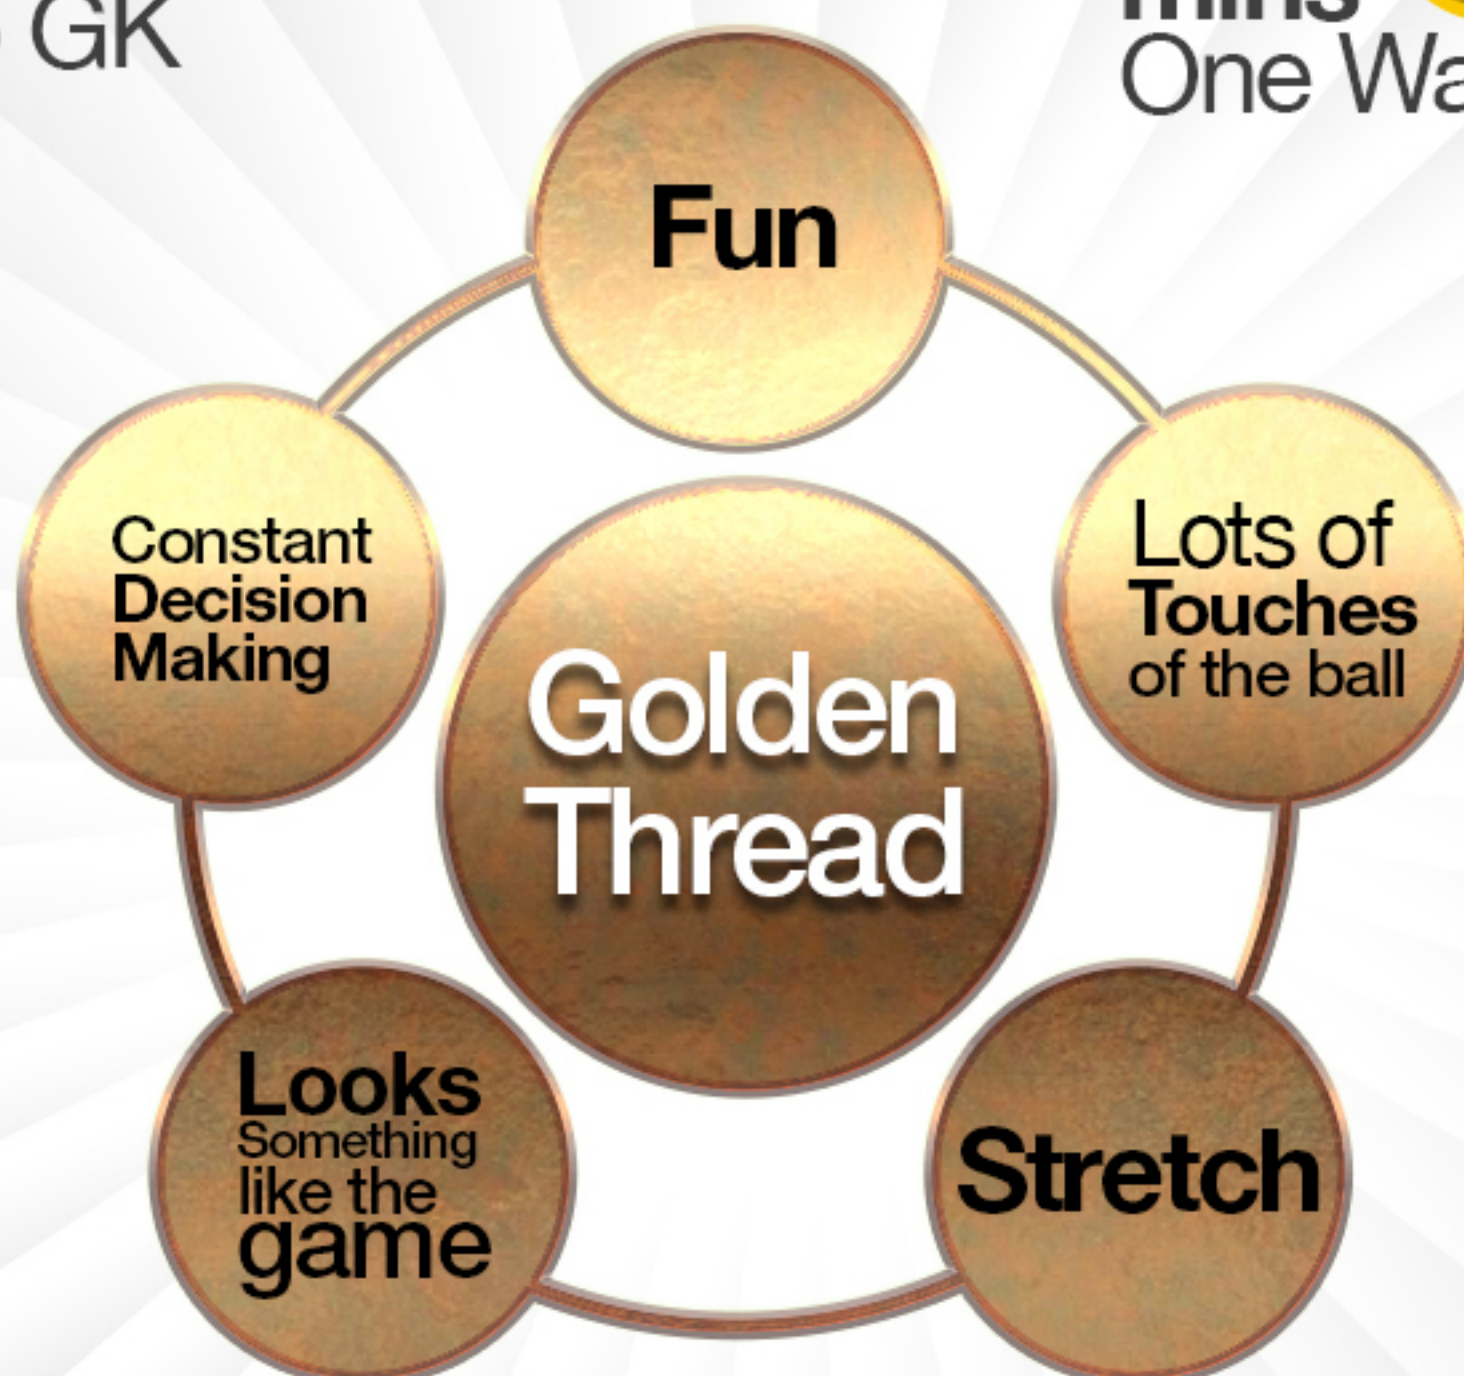 GK
One
Fun
Constant
Decision
Making
Lots of
Touches
of the ball
Golden
Thread
Looks
Something
like the
game
Stretch